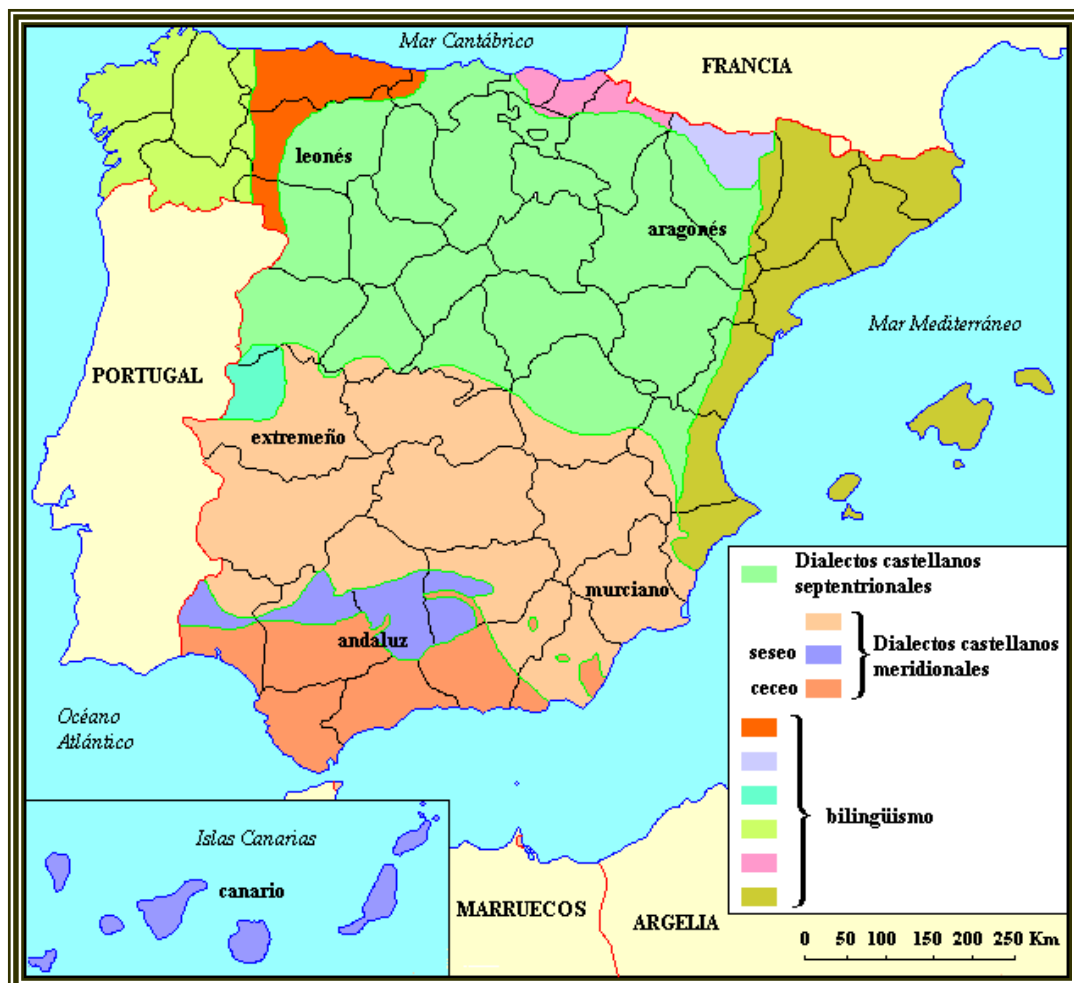 Mar Cantábrico
FRANCIA
leonés
aragonés
Mar Mediterráneo
PORTUGAL
extremeño
Dialectos castellanos
septentrionales
murciano
andaluz
seseo
Dialectos castellanos
meridionales
ceceo
Océano
Atlántico
bilingüismo
Islas Canarias
canario
MARRUECOS
ARGELIA
0 50 100 150 200 250 Km